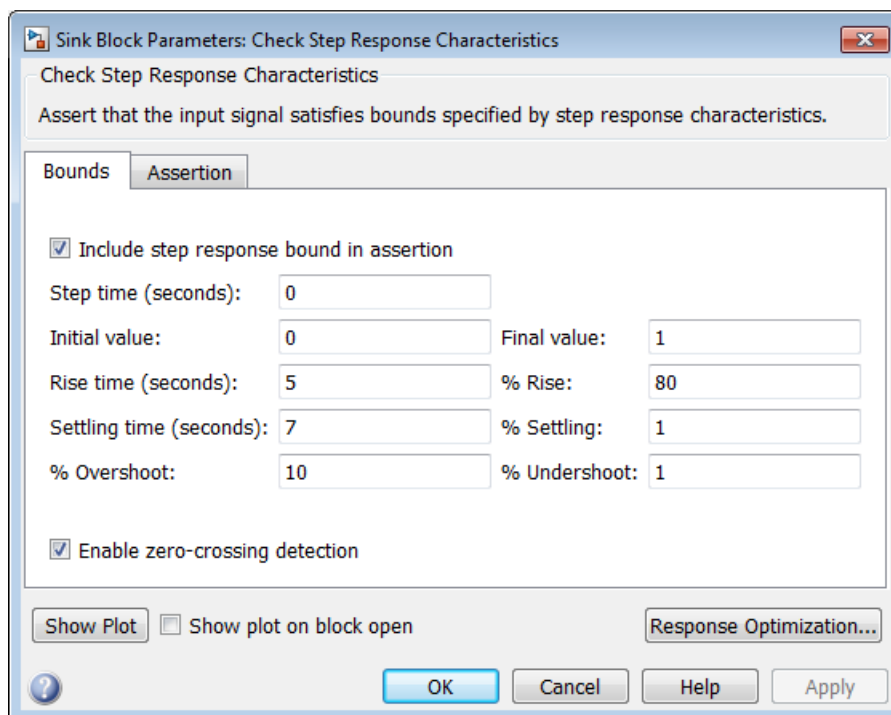 Sink Block Parameters: Check Step Response Characteristics
Check Step Response Characteristics
Assert that the input signal satisfies bounds specified by step response characteristics.
Bounds Assertion
Include step response bound in assertion
Step time (seconds): 0
Initial value: 0 Final value: 1
Rise time (seconds): 5 % Rise: 80
Settling time (seconds): 7 % Settling: 1
% Overshoot: 10 % Undershoot: 1
Enable zero-crossing detection
Show Plot Show plot on block open Response Optimization...
? OK Cancel Help Apply